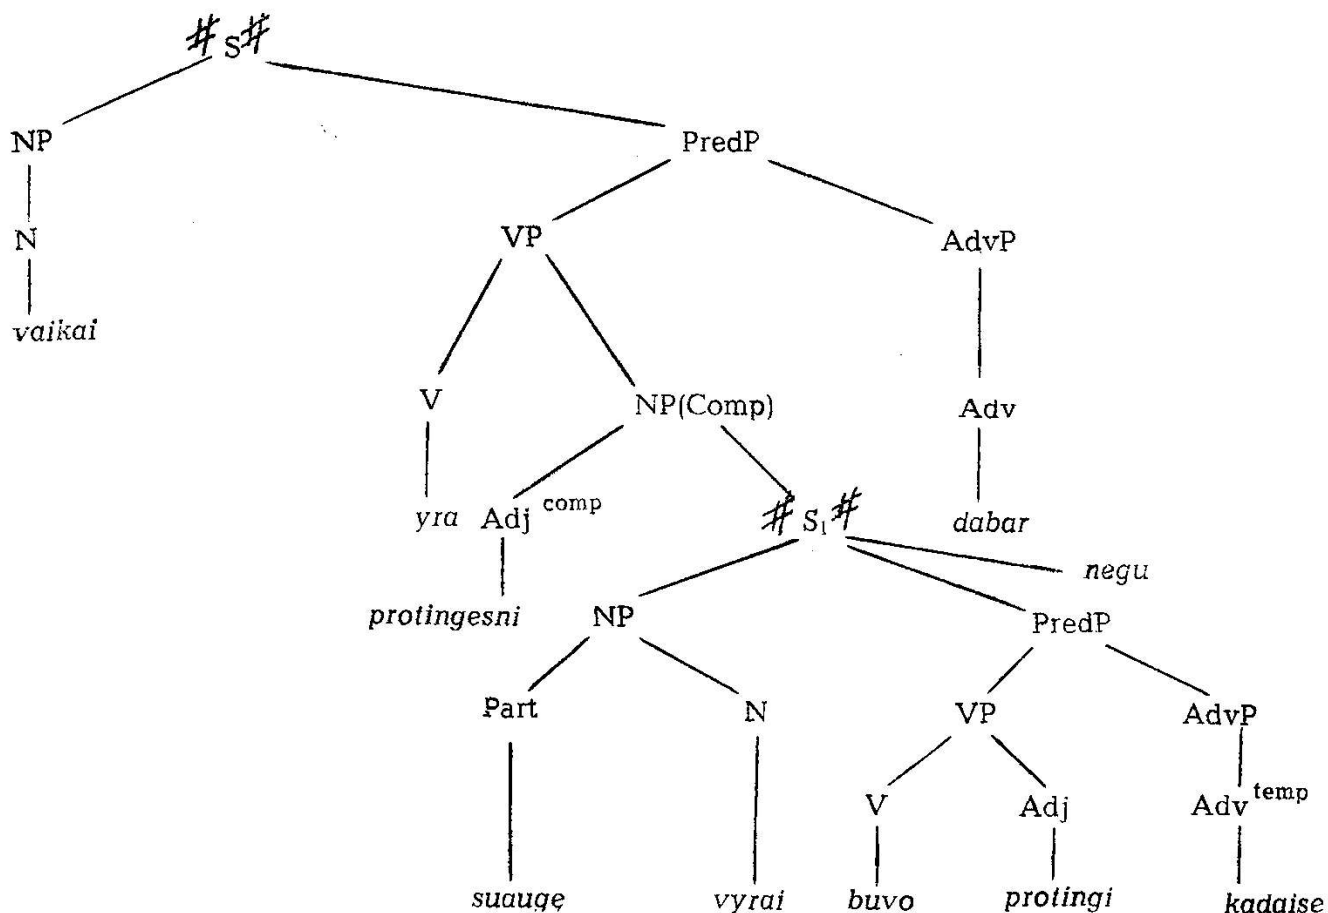 # S #
NP PredP
N VP AdvP
vaikai
V NP(Comp) Adv
yra Adj comp # S₁ # dabar
negu
protingesni NP PredP
Part N VP AdvP
V Adj Adv temp
suaugę vyrai buvo protingi kadaise